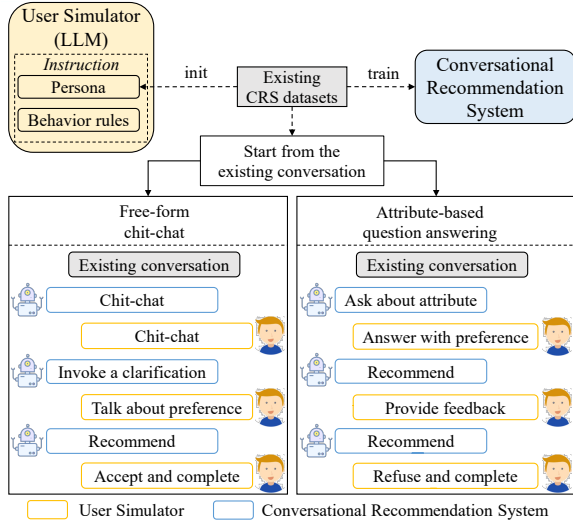 User Simulator
(LLM)
Instruction
Persona
Behavior rules
init
Existing
CRS datasets
train
Conversational
Recommendation
System
Start from the
existing conversation
Free-form
chit-chat
Existing conversation
Chit-chat
Chit-chat
Invoke a clarification
Talk about preference
Recommend
Accept and complete
Attribute-based
question answering
Existing conversation
Ask about attribute
Answer with preference
Recommend
Provide feedback
Recommend
Refuse and complete
User Simulator
Conversational Recommendation System